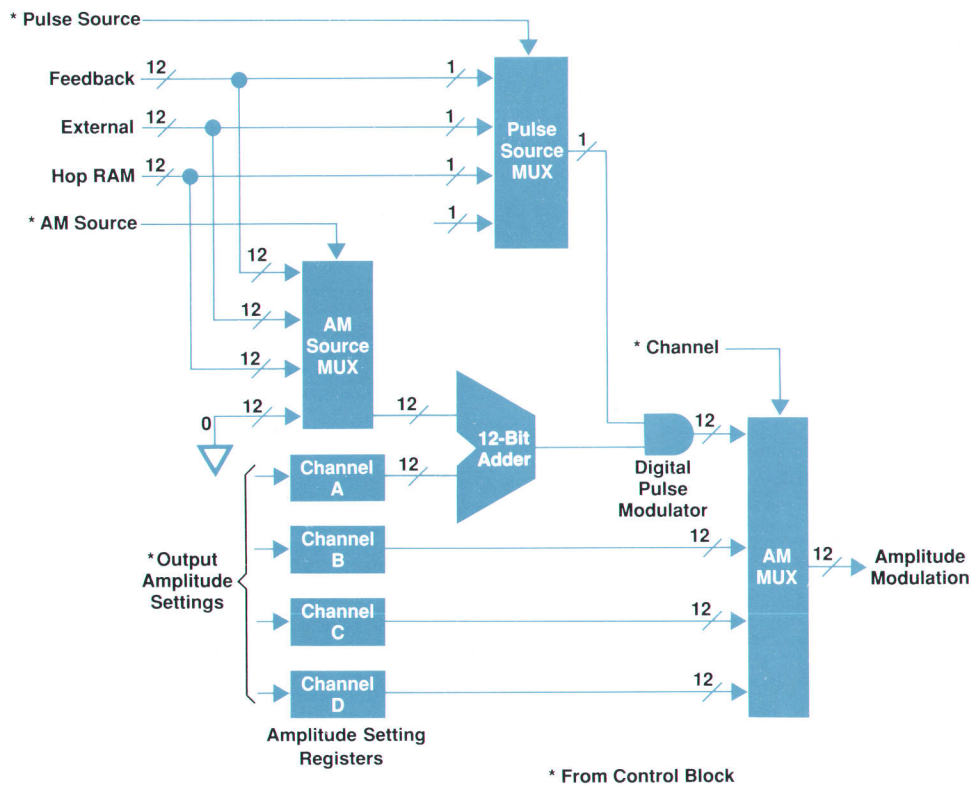 * Pulse Source
Feedback
12
1
External
12
1
Hop RAM
12
1
1
Pulse
Source
MUX
1
* AM Source
12
12
12
12
0
AM
Source
MUX
12
12-Bit
Adder
* Channel
12
Digital
Pulse
Modulator
Channel
A
12
Channel
B
12
Channel
C
12
Channel
D
12
* Output
Amplitude
Settings
AM
MUX
12
Amplitude
Modulation
Amplitude Setting
Registers
* From Control Block